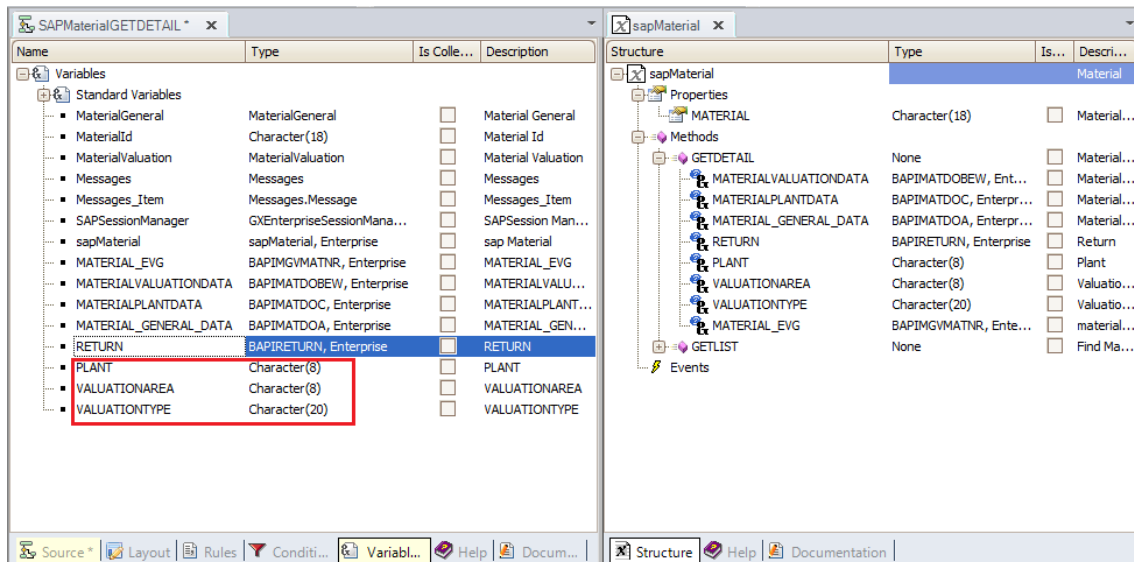 SAPMaterialGETDETAIL * x
Name Type Is Colle... Description
Variables
Standard Variables
MaterialGeneral MaterialGeneral Material General
MaterialId Character(18) Material Id
MaterialValuation MaterialValuation Material Valuation
Messages Messages Messages
Messages_Item Messages.Message Messages_Item
SAPSessionManager GXEnterpriseSessionMana... SAPSession Man...
sapMaterial sapMaterial, Enterprise sap Material
MATERIAL_EVG BAPIMGVMATNR, Enterprise MATERIAL_EVG
MATERIALVALUATIONDATA BAPIMATDOBEW, Enterprise MATERIALVALU...
MATERIALPLANTDATA BAPIMATDOC, Enterprise MATERIALPLANT...
MATERIAL_GENERAL_DATA BAPIMATDOA, Enterprise MATERIAL_GEN...
RETURN BAPIRETURN, Enterprise RETURN
PLANT Character(8) PLANT
VALUATIONAREA Character(8) VALUATIONAREA
VALUATIONTYPE Character(20) VALUATIONTYPE
Source * Layout Rules Conditi... Variabl... Help Docum...
sapMaterial x
Structure Type Is... Descri...
sapMaterial Material
Properties
MATERIAL Character(18) Material...
Methods
GETDETAIL None Material...
MATERIALVALUATIONDATA BAPIMATDOBEW, Ent... Material...
MATERIALPLANTDATA BAPIMATDOC, Enterpr... Material...
MATERIAL_GENERAL_DATA BAPIMATDOA, Enterpr... Material...
RETURN BAPIRETURN, Enterprise Return
PLANT Character(8) Plant
VALUATIONAREA Character(8) Valuatio...
VALUATIONTYPE Character(20) Valuatio...
MATERIAL_EVG BAPIMGVMATNR, Ente... material...
GETLIST None Find Ma...
Events
Structure Help Documentation